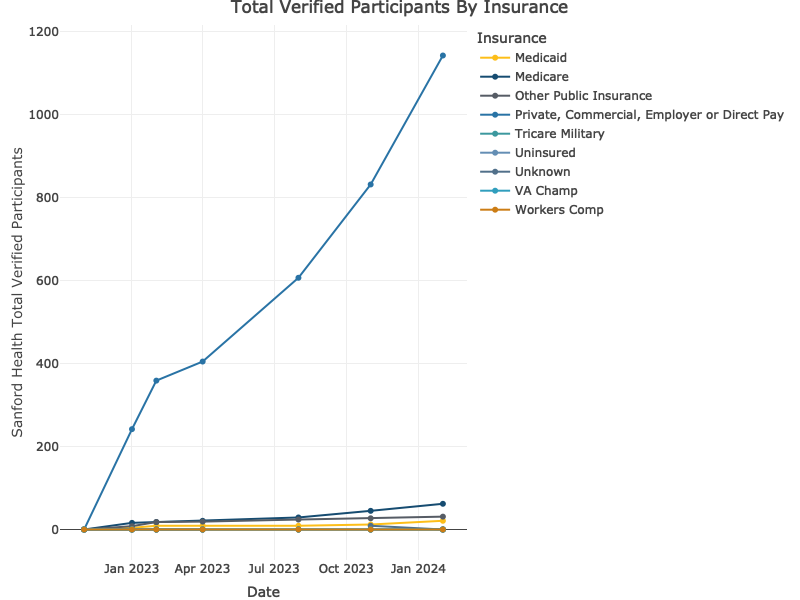 Total Verified Participants By Insurance
Insurance
Medicaid
Medicare
Other Public Insurance
Private, Commercial, Employer or Direct Pay
Tricare Military
Uninsured
Unknown
VA Champ
Workers Comp
Sanford Health Total Verified Participants
1200
1000
800
600
400
200
0
Jan 2023 Apr 2023 Jul 2023 Oct 2023 Jan 2024
Date